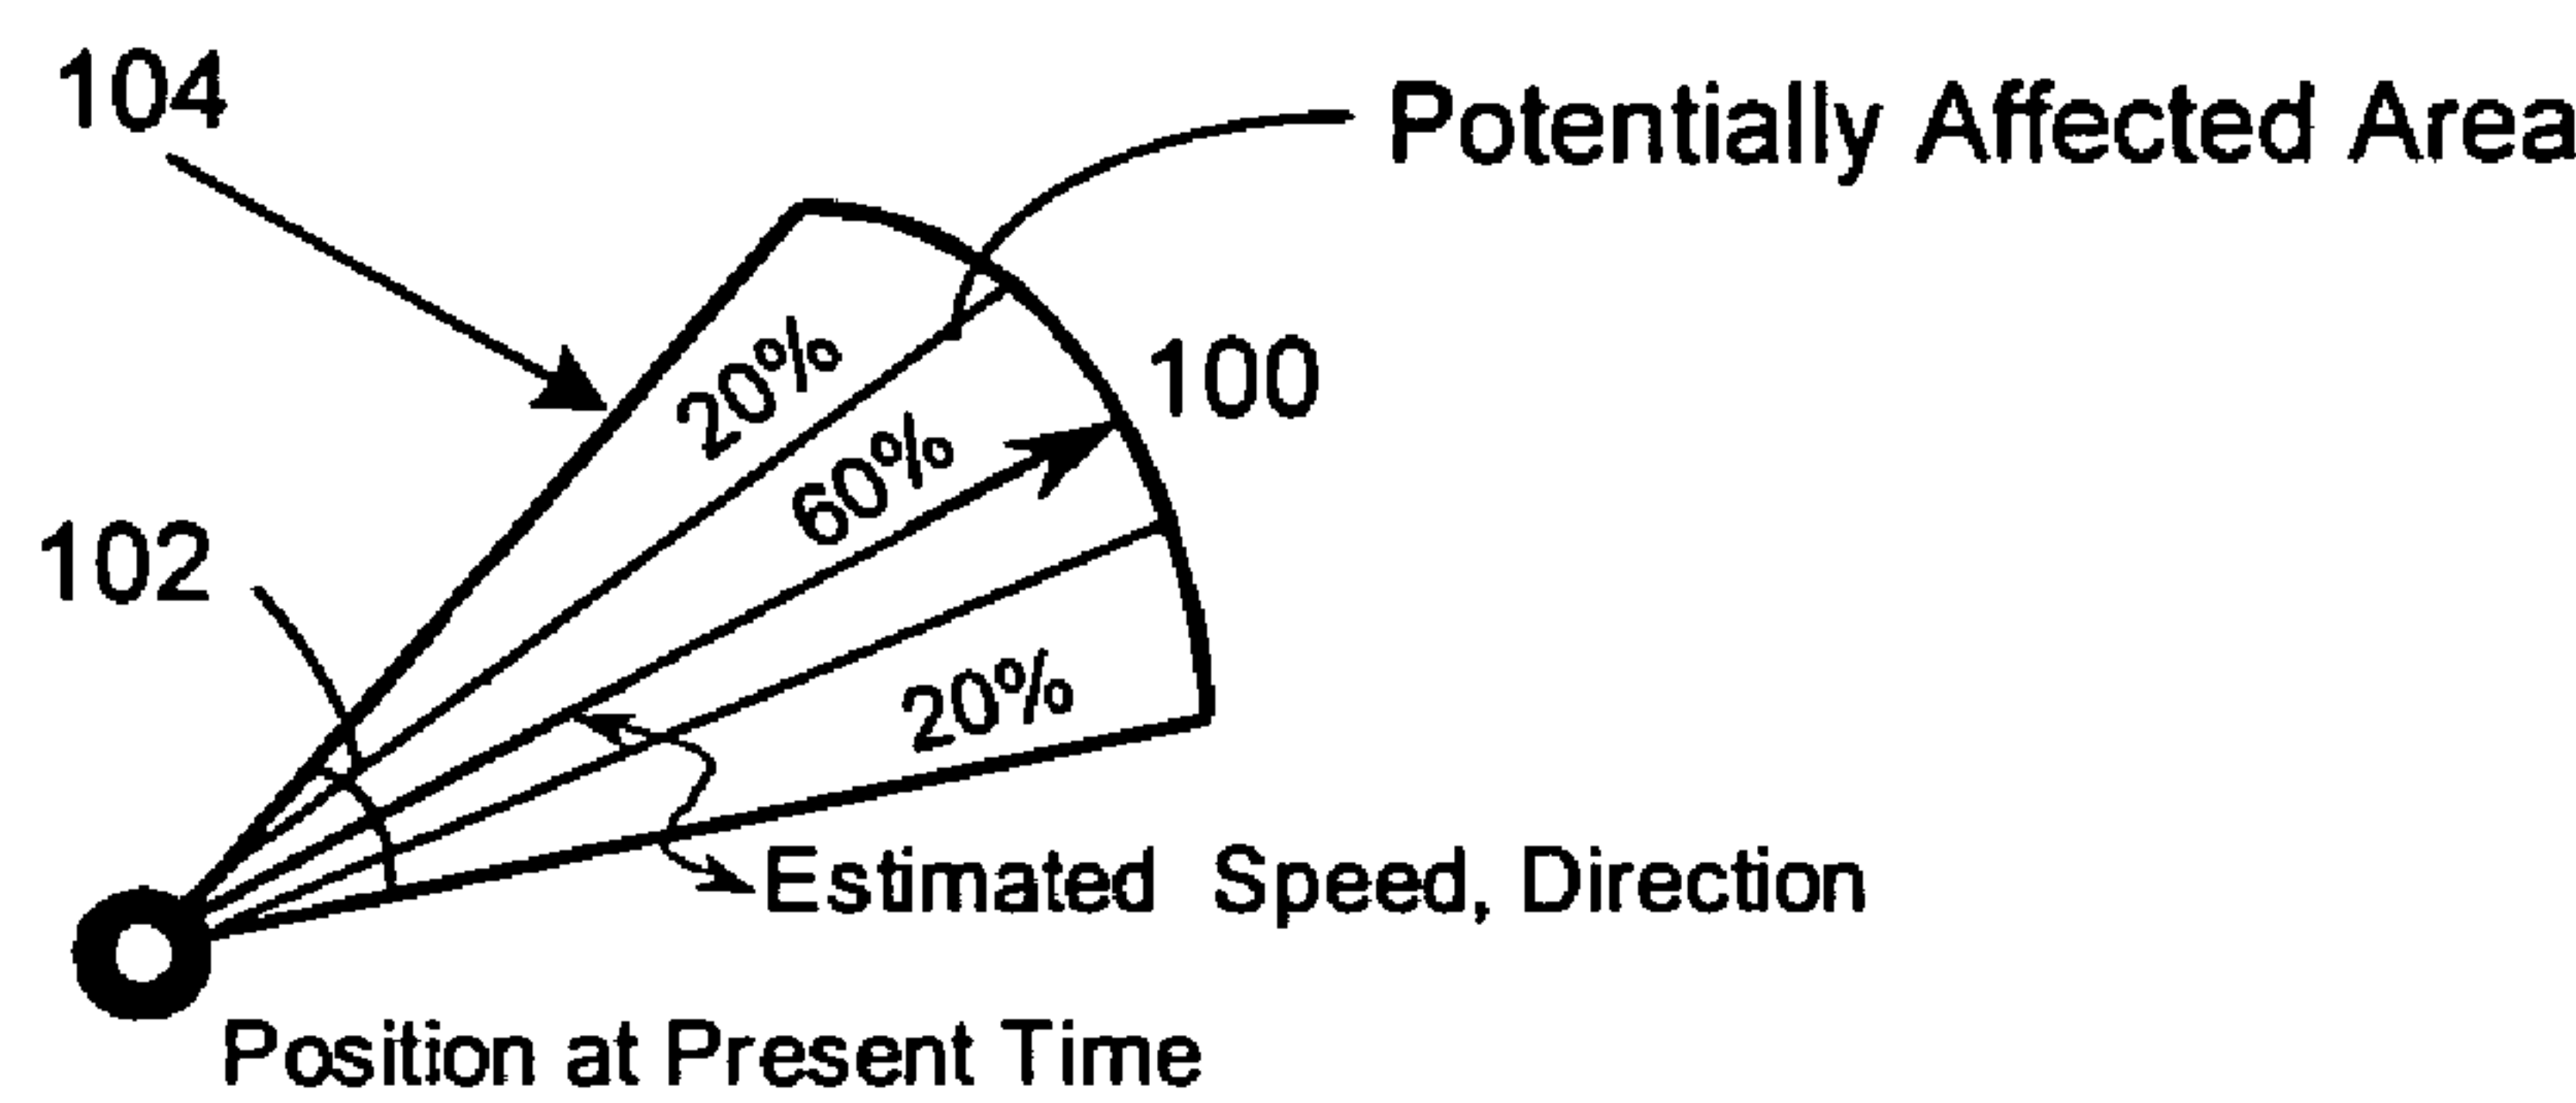 104
Potentially Affected Area
20%
100
60%
102
20%
Estimated Speed, Direction
Position at Present Time